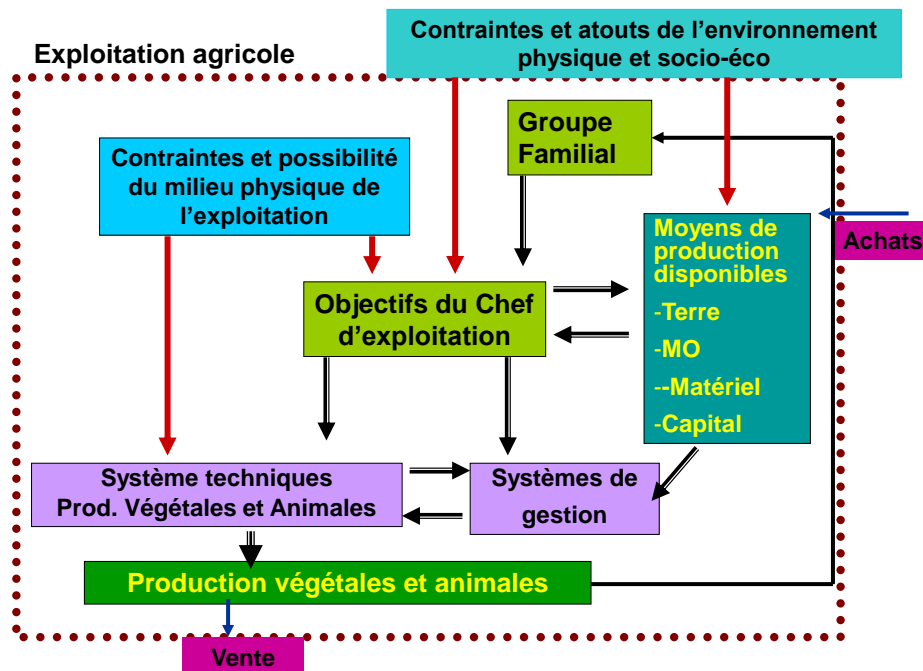 Contraintes et atouts de l'environnement
physique et socio-éco
Exploitation agricole
Groupe
Familial
Contraintes et possibilité
du milieu physique de
l'exploitation
Achats
Moyens de
production
disponibles
-Terre
-MO
--Matériel
-Capital
Objectifs du Chef
d'exploitation
Système techniques
Prod. Végétales et Animales
Systèmes de
gestion
Production végétales et animales
Vente